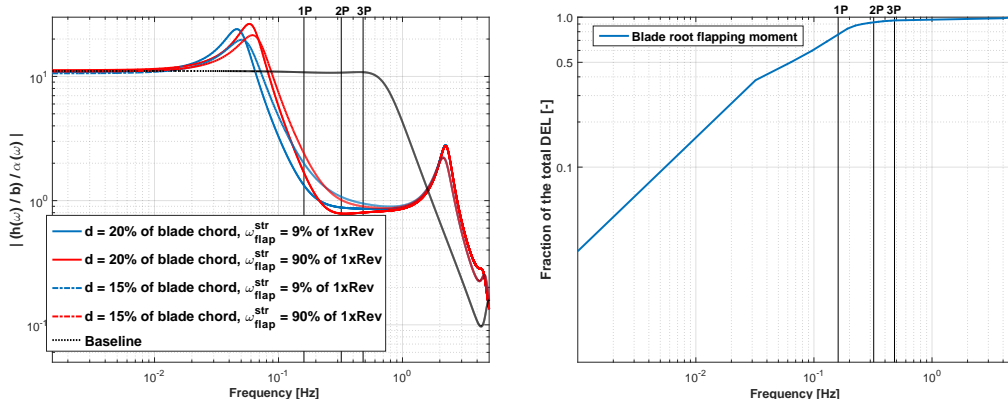 1P 2P 3P
10^1
10^0
10^-1
| (h(ω) / b) / α(ω) |
d = 20% of blade chord, ω_flap^str = 9% of 1xRev
d = 20% of blade chord, ω_flap^str = 90% of 1xRev
d = 15% of blade chord, ω_flap^str = 9% of 1xRev
d = 15% of blade chord, ω_flap^str = 90% of 1xRev
Baseline
10^-2 10^-1 10^0
Frequency [Hz]
1P 2P 3P
1.0
0.5
0.1
Fraction of the total DEL [-]
Blade root flapping moment
10^-2 10^-1 10^0
Frequency [Hz]